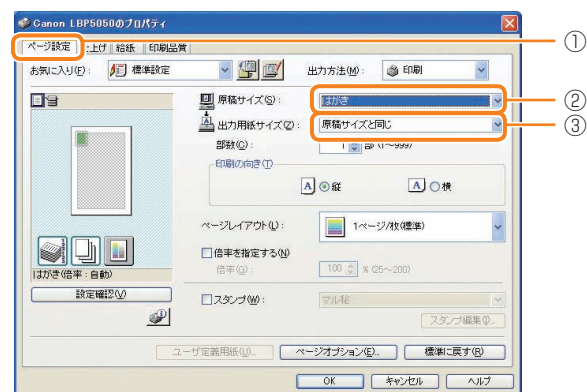 Canon LBP5050のプロパティ
ページ設定 仕上げ 給紙 印刷品質 ①
お気に入り(F): 標準設定 出力方法(M): 印刷
原稿サイズ(S): はがき ②
出力用紙サイズ(Z): 原稿サイズと同じ ③
部数(C): 1 部 (1~999)
印刷の向き(T)
A 縦 A 横
ページレイアウト(L): 1ページ/枚(標準)
倍率を指定する(N)
倍率(G): 100 % (25~200)
はがき(倍率:自動)
設定確認(V) スタンプ(W): マル秘
スタンプ編集(I)...
ユーザ定義用紙(U)... ページオプション(E)... 標準に戻す(R)
OK キャンセル ヘルプ